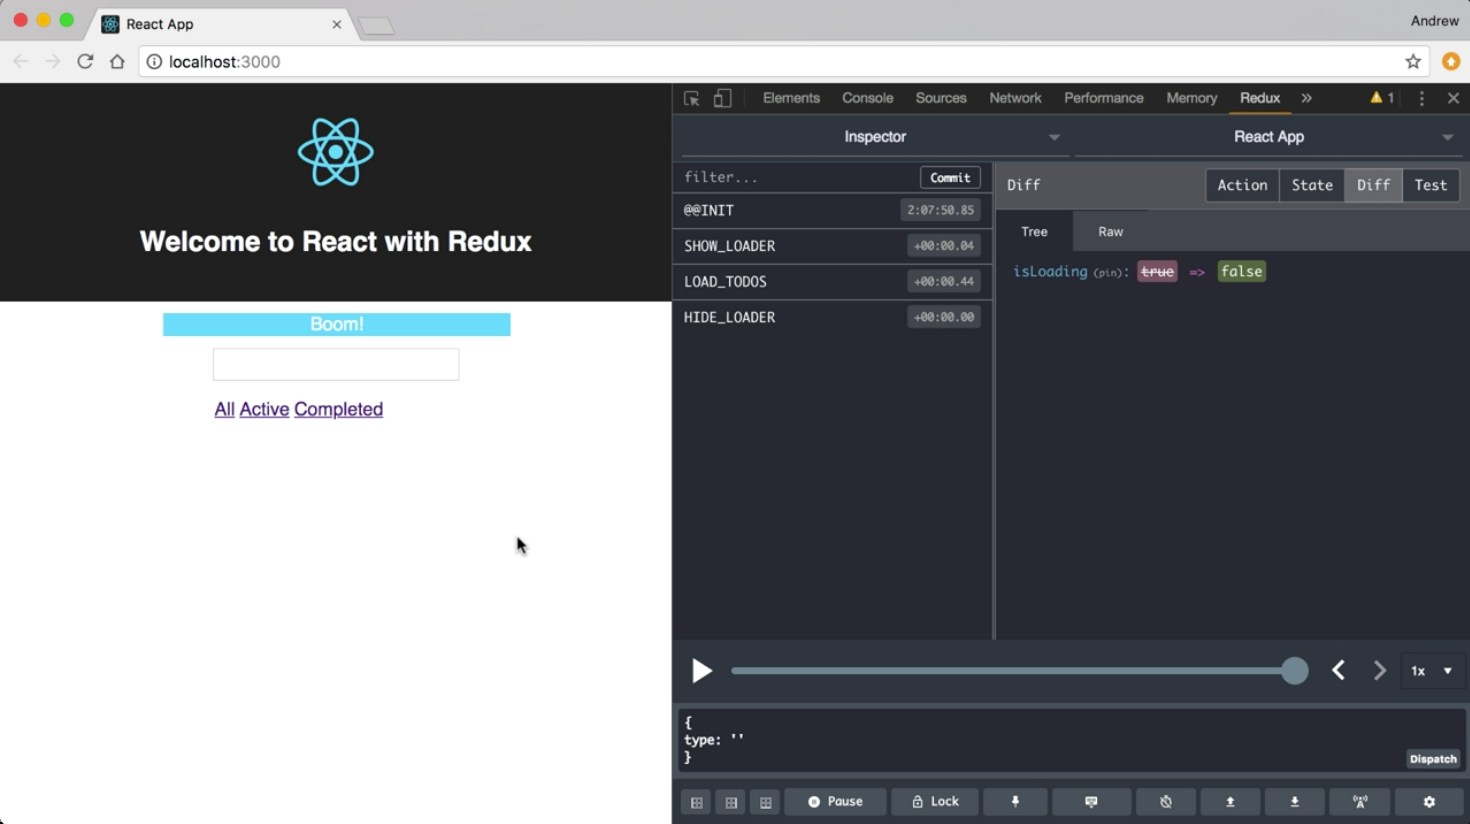 React App
Andrew
localhost:3000
Welcome to React with Redux
Boom!
All Active Completed
Elements Console Sources Network Performance Memory Redux » 1
Inspector
React App
filter...
Commit
@@INIT 2:07:50.85
SHOW_LOADER +00:00.04
LOAD_TODOS +00:00.44
HIDE_LOADER +00:00.00
Diff
Action State Diff Test
Tree Raw
isLoading (pin): true => false
1x
{
type: ''
}
Dispatch
Pause Lock